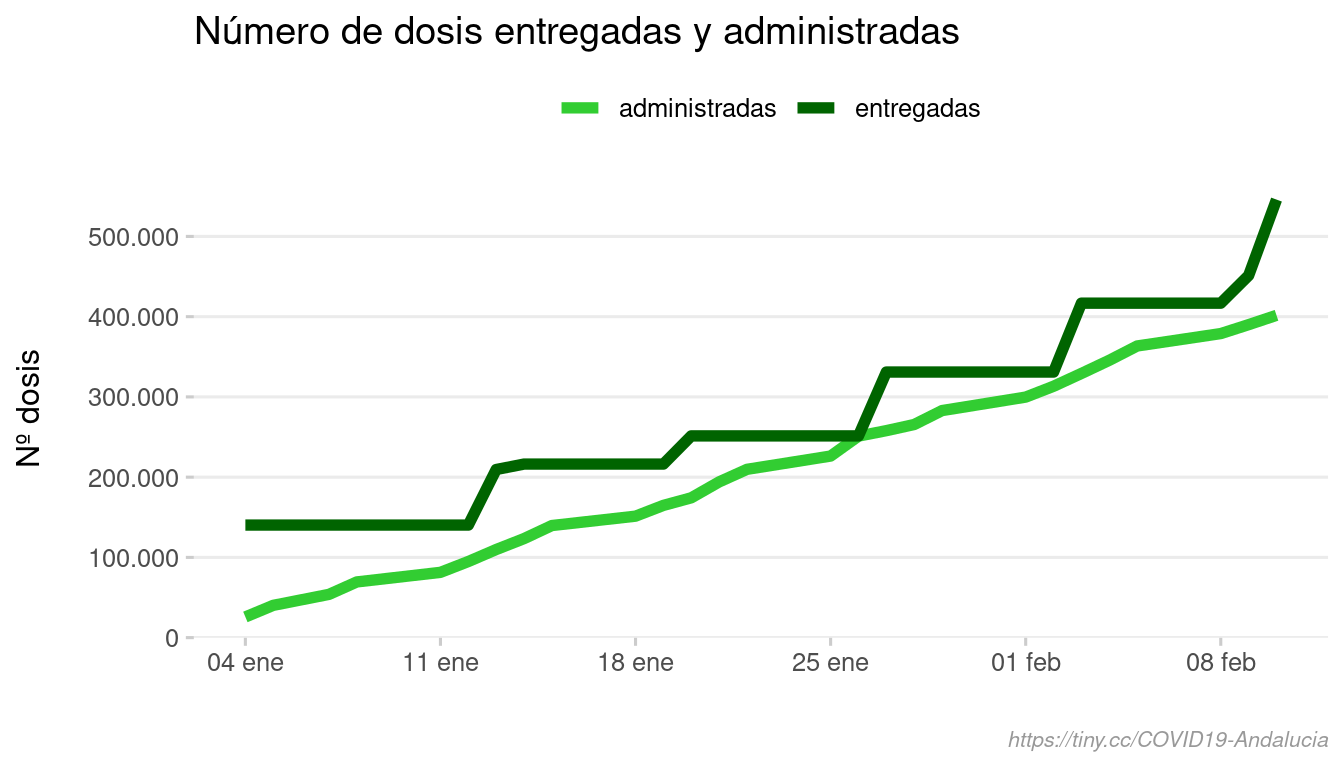 Número de dosis entregadas y administradas
administradas entregadas
Nº dosis
500.000
400.000
300.000
200.000
100.000
0
04 ene 11 ene 18 ene 25 ene 01 feb 08 feb
https://tiny.cc/COVID19-Andalucia